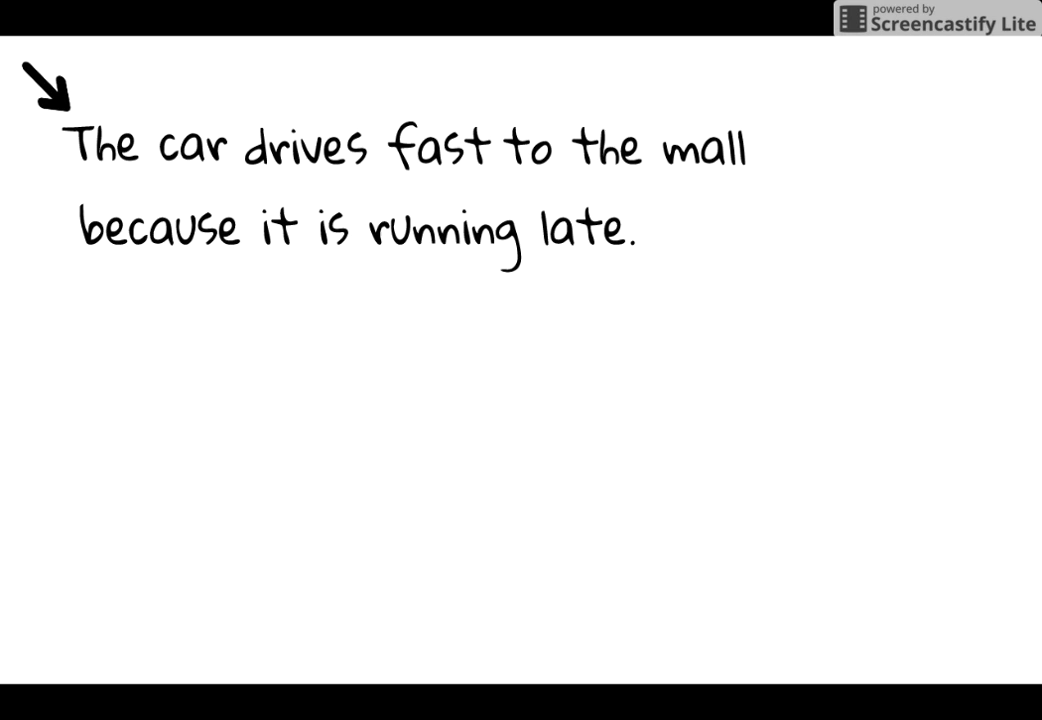 powered by
Screencastify Lite
The car drives fast to the mall
because it is running late.